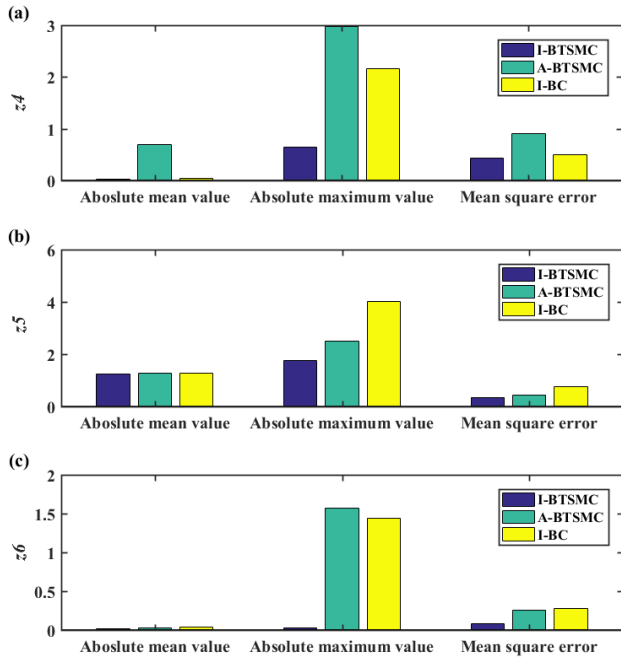 (a)
3
2
1
0
z4
I-BTSMC
A-BTSMC
I-BC
Aboslute mean value Absolute maximum value Mean square error
(b)
6
4
2
0
z5
I-BTSMC
A-BTSMC
I-BC
Aboslute mean value Absolute maximum value Mean square error
(c)
2
1.5
1
0.5
0
z6
I-BTSMC
A-BTSMC
I-BC
Aboslute mean value Absolute maximum value Mean square error